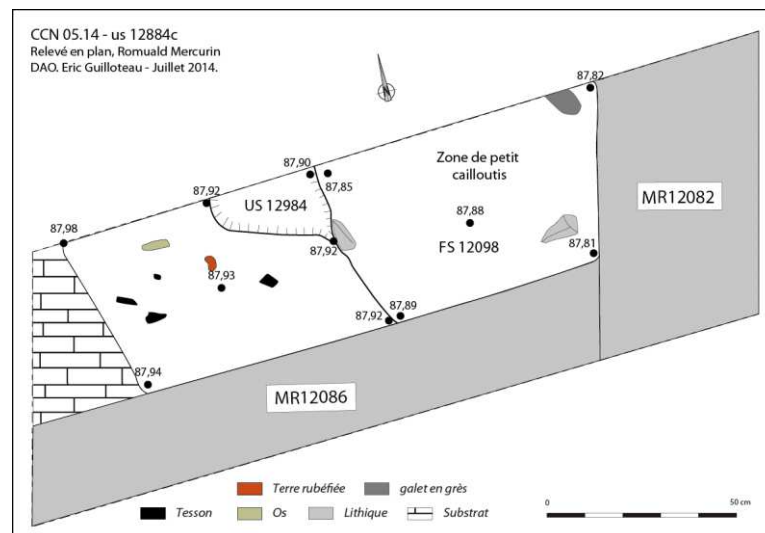 CCN 05.14 - us 12884c
Relevé en plan, Romuald Mercurin
DAO. Eric Guilloteau - Juillet 2014.
N
87,82
87,90
87,85
Zone de petit
cailloutis
MR12082
87,92
US 12984
87,88
87,98
87,92
FS 12098
87,81
87,93
87,92
87,89
87,94
MR12086
Terre rubéfiée
galet en grès
Tesson
Os
Lithique
Substrat
0
50 cm